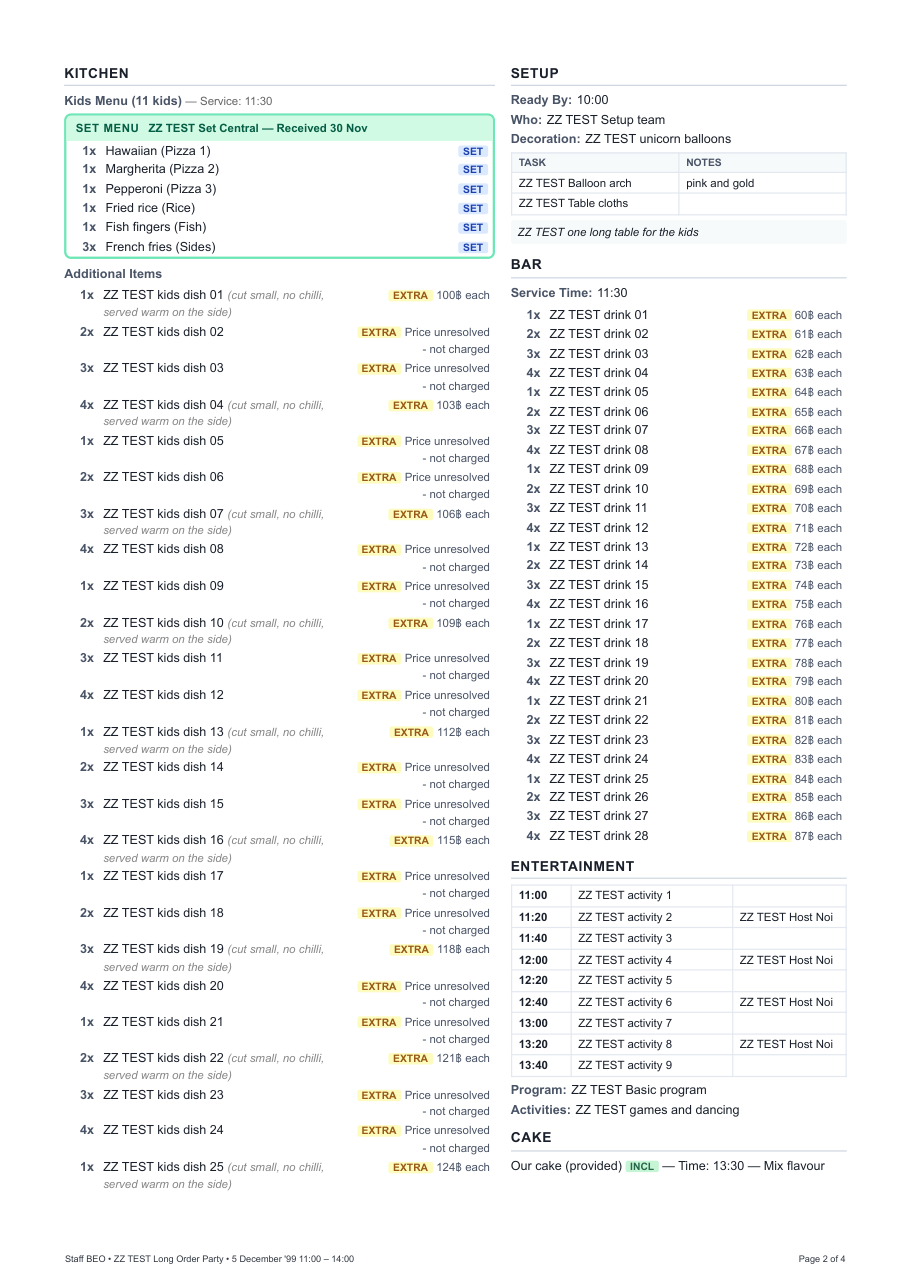 KITCHEN
Kids Menu (11 kids) — Service: 11:30
SET MENU ZZ TEST Set Central — Received 30 Nov
1x Hawaiian (Pizza 1) SET
1x Margherita (Pizza 2) SET
1x Pepperoni (Pizza 3) SET
1x Fried rice (Rice) SET
1x Fish fingers (Fish) SET
3x French fries (Sides) SET
Additional Items
1x ZZ TEST kids dish 01 (cut small, no chilli, EXTRA 100฿ each
served warm on the side)
2x ZZ TEST kids dish 02 EXTRA Price unresolved
- not charged
3x ZZ TEST kids dish 03 EXTRA Price unresolved
- not charged
4x ZZ TEST kids dish 04 (cut small, no chilli, EXTRA 103฿ each
served warm on the side)
1x ZZ TEST kids dish 05 EXTRA Price unresolved
- not charged
2x ZZ TEST kids dish 06 EXTRA Price unresolved
- not charged
3x ZZ TEST kids dish 07 (cut small, no chilli, EXTRA 106฿ each
served warm on the side)
4x ZZ TEST kids dish 08 EXTRA Price unresolved
- not charged
1x ZZ TEST kids dish 09 EXTRA Price unresolved
- not charged
2x ZZ TEST kids dish 10 (cut small, no chilli, EXTRA 109฿ each
served warm on the side)
3x ZZ TEST kids dish 11 EXTRA Price unresolved
- not charged
4x ZZ TEST kids dish 12 EXTRA Price unresolved
- not charged
1x ZZ TEST kids dish 13 (cut small, no chilli, EXTRA 112฿ each
served warm on the side)
2x ZZ TEST kids dish 14 EXTRA Price unresolved
- not charged
3x ZZ TEST kids dish 15 EXTRA Price unresolved
- not charged
4x ZZ TEST kids dish 16 (cut small, no chilli, EXTRA 115฿ each
served warm on the side)
1x ZZ TEST kids dish 17 EXTRA Price unresolved
- not charged
2x ZZ TEST kids dish 18 EXTRA Price unresolved
- not charged
3x ZZ TEST kids dish 19 (cut small, no chilli, EXTRA 118฿ each
served warm on the side)
4x ZZ TEST kids dish 20 EXTRA Price unresolved
- not charged
1x ZZ TEST kids dish 21 EXTRA Price unresolved
- not charged
2x ZZ TEST kids dish 22 (cut small, no chilli, EXTRA 121฿ each
served warm on the side)
3x ZZ TEST kids dish 23 EXTRA Price unresolved
- not charged
4x ZZ TEST kids dish 24 EXTRA Price unresolved
- not charged
1x ZZ TEST kids dish 25 (cut small, no chilli, EXTRA 124฿ each
served warm on the side)
SETUP
Ready By: 10:00
Who: ZZ TEST Setup team
Decoration: ZZ TEST unicorn balloons
TASK NOTES
ZZ TEST Balloon arch pink and gold
ZZ TEST Table cloths
ZZ TEST one long table for the kids
BAR
Service Time: 11:30
1x ZZ TEST drink 01 EXTRA 60฿ each
2x ZZ TEST drink 02 EXTRA 61฿ each
3x ZZ TEST drink 03 EXTRA 62฿ each
4x ZZ TEST drink 04 EXTRA 63฿ each
1x ZZ TEST drink 05 EXTRA 64฿ each
2x ZZ TEST drink 06 EXTRA 65฿ each
3x ZZ TEST drink 07 EXTRA 66฿ each
4x ZZ TEST drink 08 EXTRA 67฿ each
1x ZZ TEST drink 09 EXTRA 68฿ each
2x ZZ TEST drink 10 EXTRA 69฿ each
3x ZZ TEST drink 11 EXTRA 70฿ each
4x ZZ TEST drink 12 EXTRA 71฿ each
1x ZZ TEST drink 13 EXTRA 72฿ each
2x ZZ TEST drink 14 EXTRA 73฿ each
3x ZZ TEST drink 15 EXTRA 74฿ each
4x ZZ TEST drink 16 EXTRA 75฿ each
1x ZZ TEST drink 17 EXTRA 76฿ each
2x ZZ TEST drink 18 EXTRA 77฿ each
3x ZZ TEST drink 19 EXTRA 78฿ each
4x ZZ TEST drink 20 EXTRA 79฿ each
1x ZZ TEST drink 21 EXTRA 80฿ each
2x ZZ TEST drink 22 EXTRA 81฿ each
3x ZZ TEST drink 23 EXTRA 82฿ each
4x ZZ TEST drink 24 EXTRA 83฿ each
1x ZZ TEST drink 25 EXTRA 84฿ each
2x ZZ TEST drink 26 EXTRA 85฿ each
3x ZZ TEST drink 27 EXTRA 86฿ each
4x ZZ TEST drink 28 EXTRA 87฿ each
ENTERTAINMENT
11:00 ZZ TEST activity 1
11:20 ZZ TEST activity 2 ZZ TEST Host Noi
11:40 ZZ TEST activity 3
12:00 ZZ TEST activity 4 ZZ TEST Host Noi
12:20 ZZ TEST activity 5
12:40 ZZ TEST activity 6 ZZ TEST Host Noi
13:00 ZZ TEST activity 7
13:20 ZZ TEST activity 8 ZZ TEST Host Noi
13:40 ZZ TEST activity 9
Program: ZZ TEST Basic program
Activities: ZZ TEST games and dancing
CAKE
Our cake (provided) INCL — Time: 13:30 — Mix flavour
Staff BEO • ZZ TEST Long Order Party • 5 December '99 11:00 – 14:00
Page 2 of 4